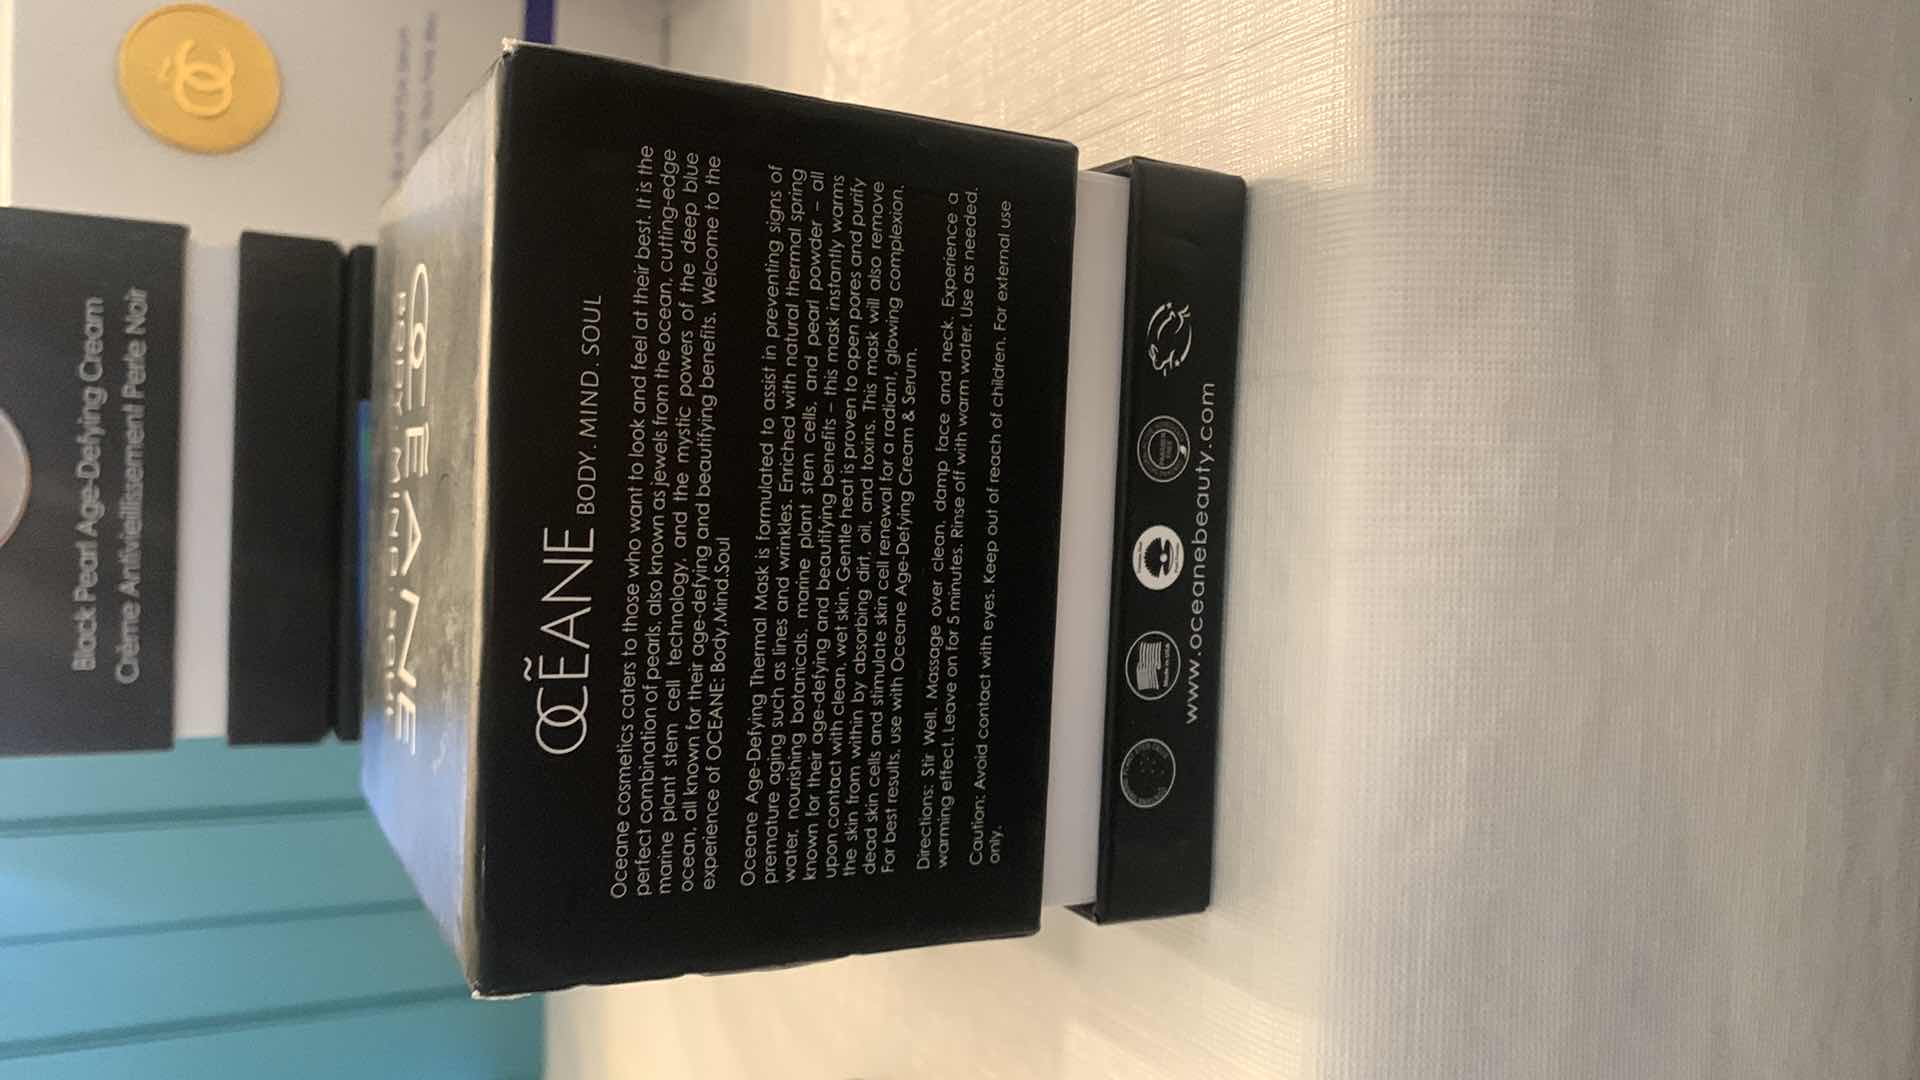 Black Pearl Age-Defying Cream
Crème Antivieillissement Perle Noir
OCĒANE
BODY. MIND. SOUL
OCĒANE BODY. MIND. SOUL
Oceane cosmetics caters to those who want to look and feel at their best. It is the
perfect combination of pearls, also known as jewels from the ocean, cutting-edge
marine plant stem cell technology, and the mystic powers of the deep blue
ocean, all known for their age-defying and beautifying benefits. Welcome to the
experience of OCEANE: Body.Mind.Soul
Oceane Age-Defying Thermal Mask is formulated to assist in preventing signs of
premature aging such as lines and wrinkles. Enriched with natural thermal spring
water, nourishing botanicals, marine plant stem cells, and pearl powder – all
known for their age-defying and beautifying benefits – this mask instantly warms
upon contact with clean, wet skin. Gentle heat is proven to open pores and purify
the skin from within by absorbing dirt, oil, and toxins. This mask will also remove
dead skin cells and stimulate skin cell renewal for a radiant, glowing complexion.
For best results, use with Oceane Age-Defying Cream & Serum.
Directions: Stir Well. Massage over clean, damp face and neck. Experience a
warming effect. Leave on for 5 minutes. Rinse off with warm water. Use as needed.
Caution: Avoid contact with eyes. Keep out of reach of children. For external use
only.
Made in USA
www.oceanebeauty.com